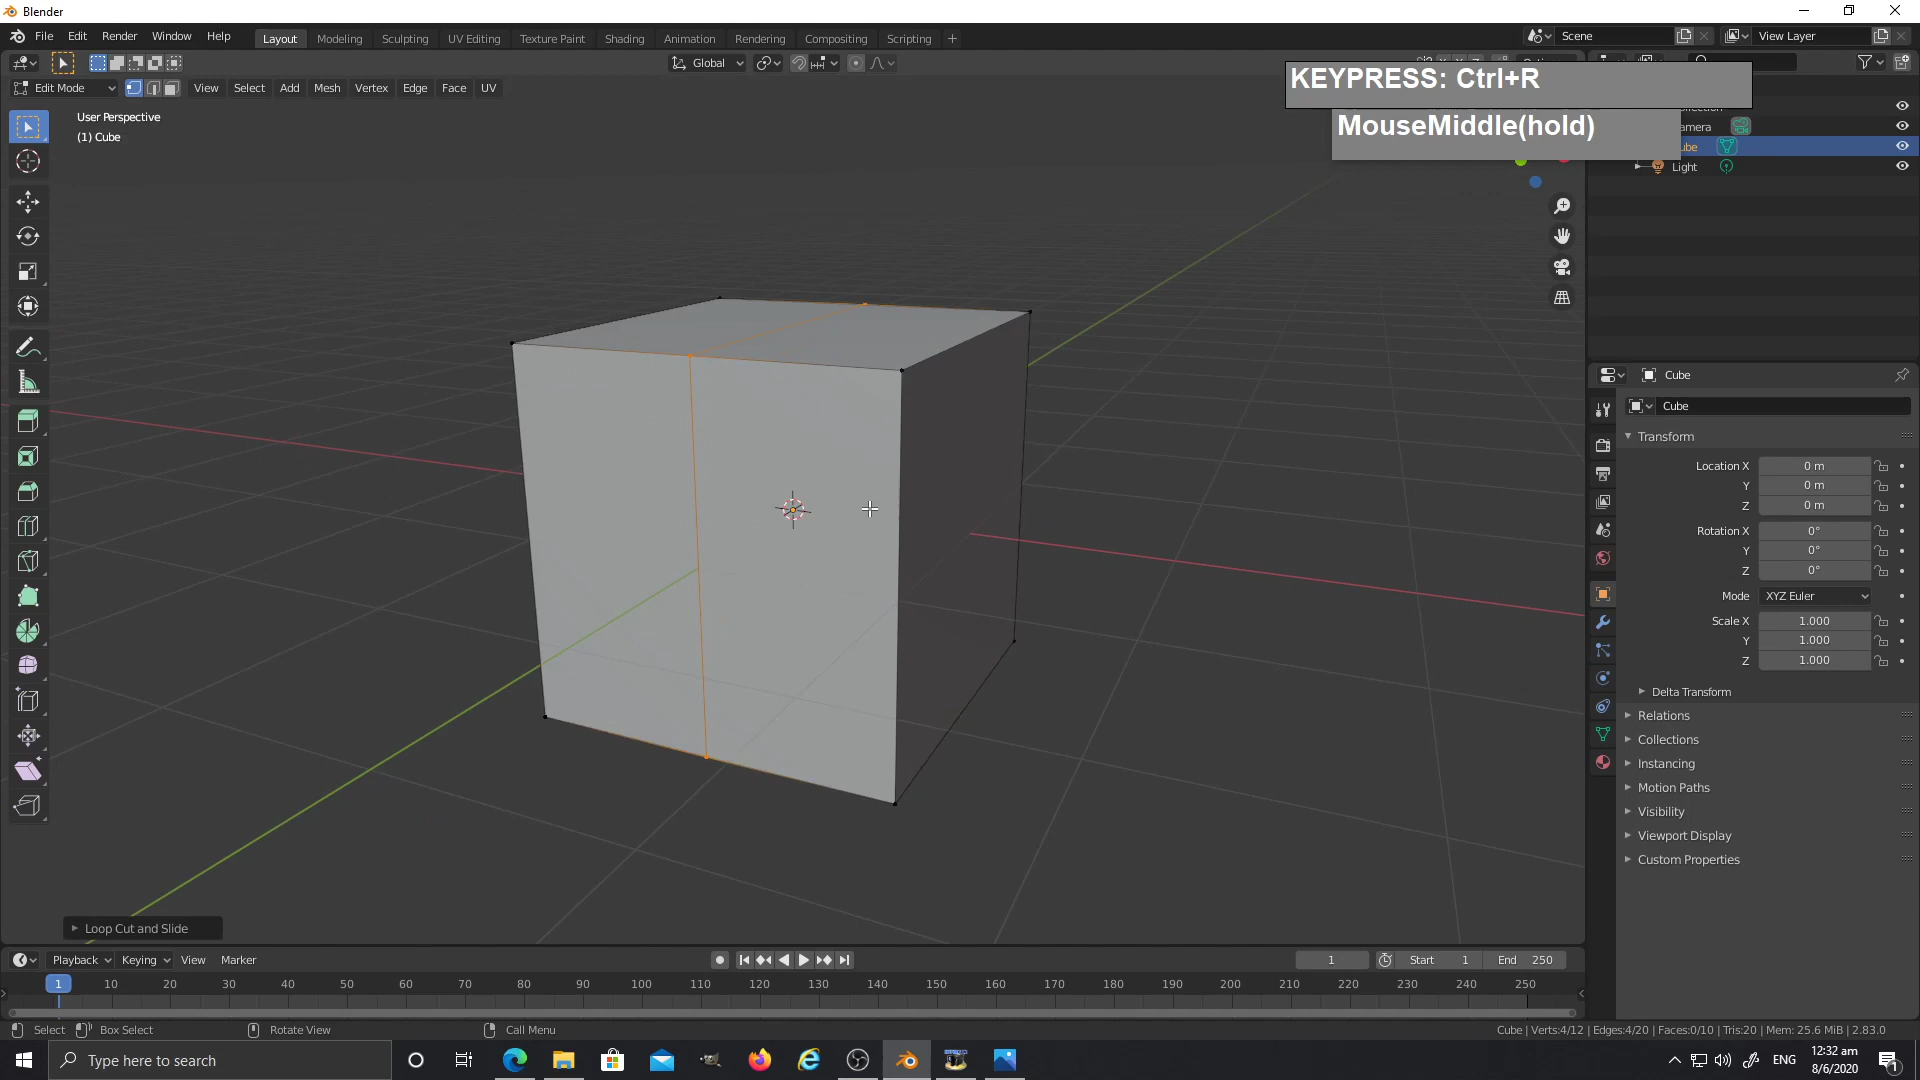 Blender
File Edit Render Window Help Layout Modeling Sculpting UV Editing Texture Paint Shading Animation Rendering Compositing Scripting + Scene View Layer
Global
Edit Mode View Select Add Mesh Vertex Edge Face UV
KEYPRESS: Ctrl+R
MouseMiddle(hold)
User Perspective
(1) Cube
Light
Cube
Cube
Transform
Location X 0 m
Y 0 m
Z 0 m
Rotation X 0°
Y 0°
Z 0°
Mode XYZ Euler
Scale X 1.000
Y 1.000
Z 1.000
Delta Transform
Relations
Collections
Instancing
Motion Paths
Visibility
Viewport Display
Custom Properties
Loop Cut and Slide
Playback Keying View Marker 1 Start 1 End 250
1 10 20 30 40 50 60 70 80 90 100 110 120 130 140 150 160 170 180 190 200 210 220 230 240 250
Select Box Select Rotate View Call Menu Cube | Verts:4/12 | Edges:4/20 | Faces:0/10 | Tris:20 | Mem: 25.6 MiB | 2.83.0
Type here to search ENG 12:32 am
8/6/2020 1